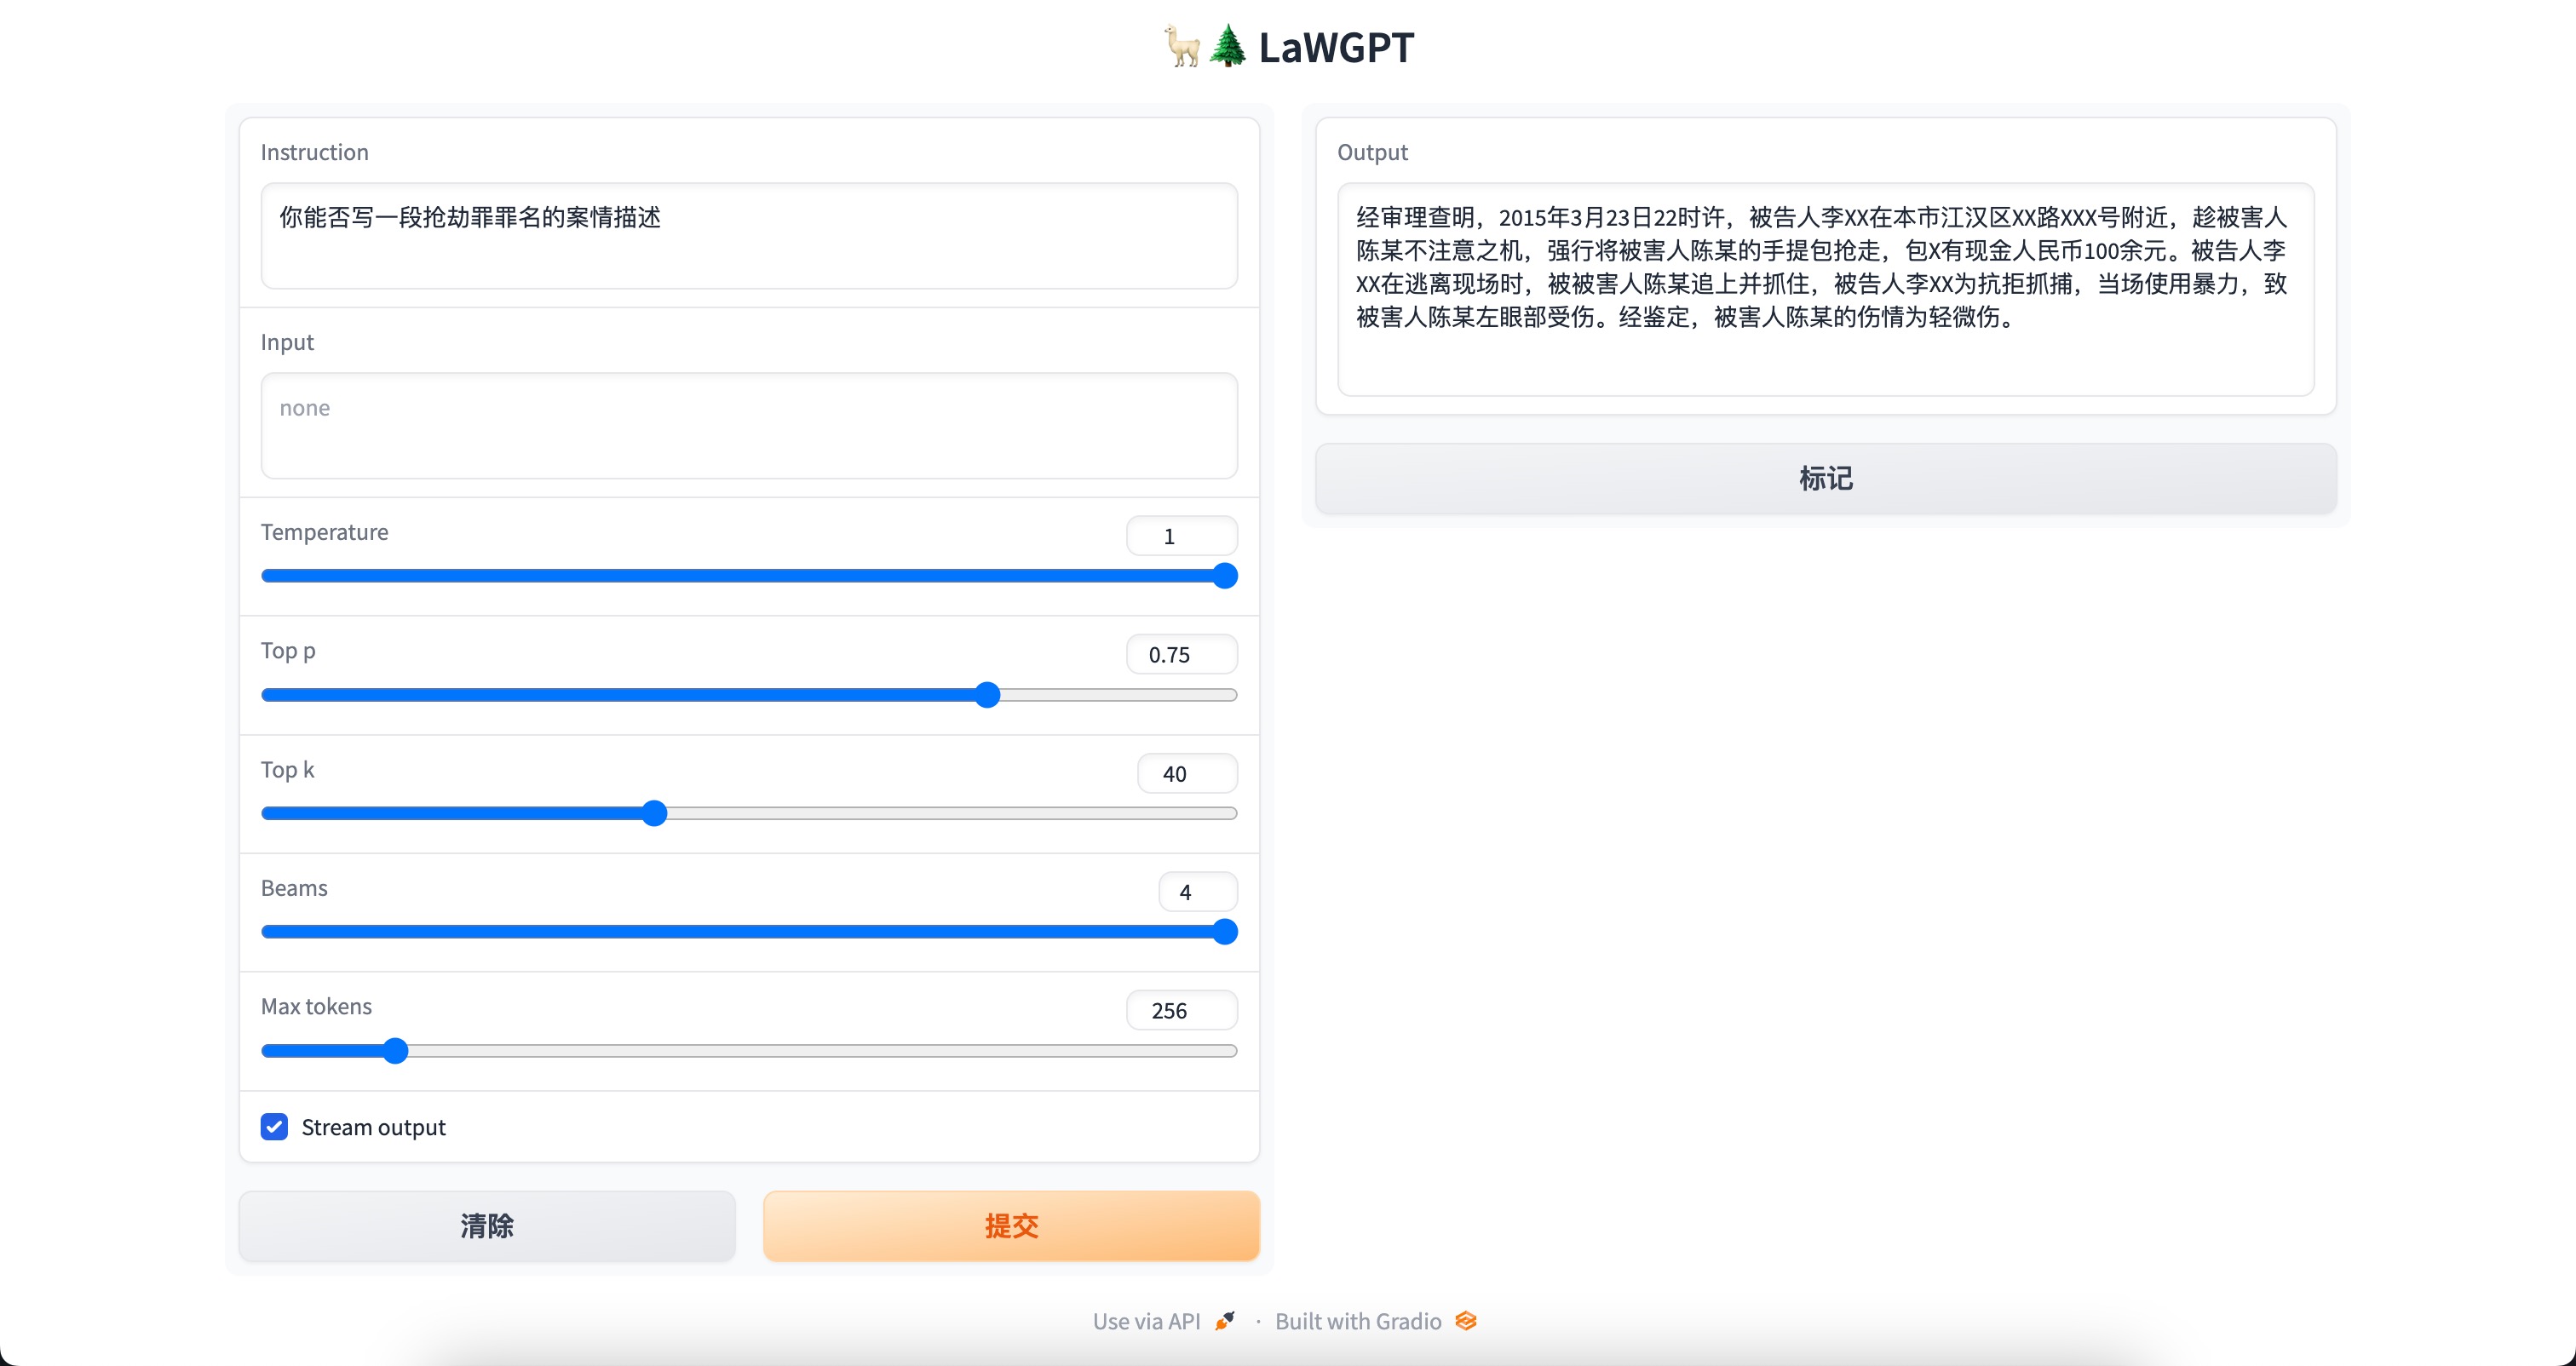 LaWGPT
Instruction
你能否写一段抢劫罪罪名的案情描述
Input
none
Temperature
1
Top p
0.75
Top k
40
Beams
4
Max tokens
256
Stream output
清除
提交
Output
经审理查明，2015年3月23日22时许，被告人李XX在本市江汉区XX路XXX号附近，趁被害人
陈某不注意之机，强行将被害人陈某的手提包抢走，包X有现金人民币100余元。被告人李
XX在逃离现场时，被被害人陈某追上并抓住，被告人李XX为抗拒抓捕，当场使用暴力，致
被害人陈某左眼部受伤。经鉴定，被害人陈某的伤情为轻微伤。
标记
Use via API · Built with Gradio